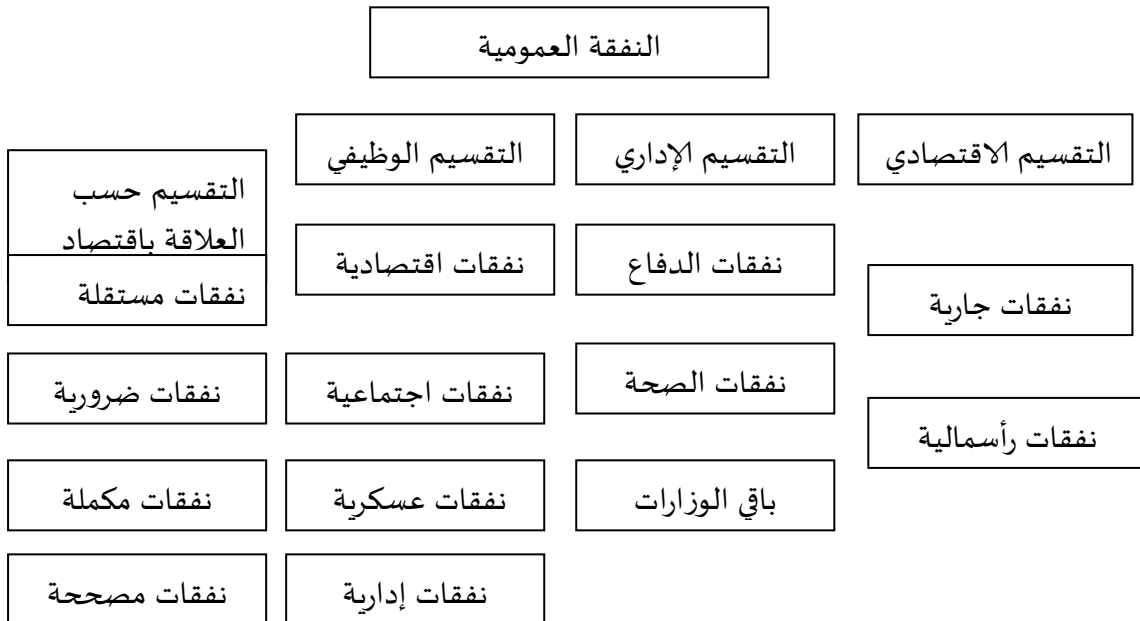 النفقة العمومية
التقسيم الاقتصادي
التقسيم الإداري
التقسيم الوظيفي
التقسيم حسب
العلاقة باقتصاد
نفقات جارية
نفقات رأسمالية
نفقات الدفاع
نفقات الصحة
باقي الوزارات
نفقات اقتصادية
نفقات اجتماعية
نفقات عسكرية
نفقات إدارية
نفقات مستقلة
نفقات ضرورية
نفقات مكملة
نفقات مصححة